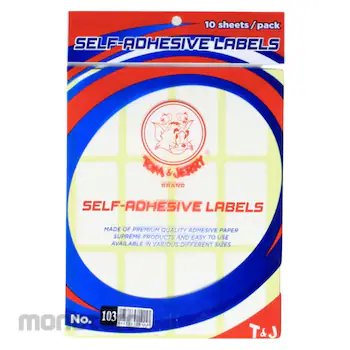 10 sheets/pack
SELF-ADHESIVE LABELS
TOM & JERRY
BRAND
SELF-ADHESIVE LABELS
MADE OF PREMIUM QUALITY ADHESIVE PAPER
SUPREME PRODUCTS AND EASY TO USE
AVAILABLE IN VARIOUS DIFFERENT SIZES.
No. 103
T&J